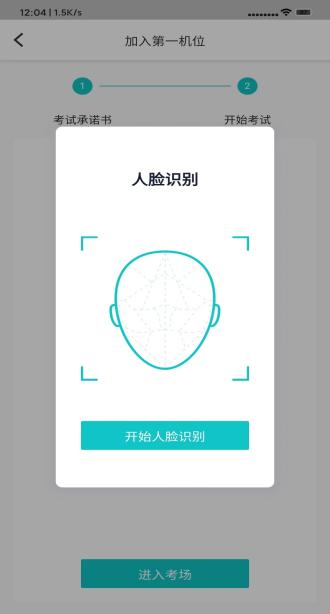 12:04 | 1.5K/s
加入第一机位
1
2
考试承诺书
开始考试
人脸识别
开始人脸识别
进入考场